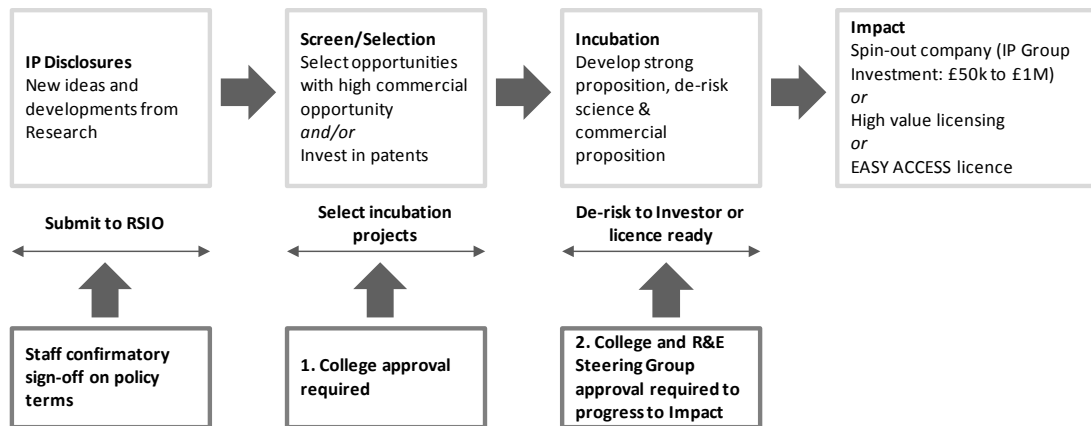 IP Disclosures
New ideas and
developments from
Research
Screen/Selection
Select opportunities
with high commercial
opportunity
and/or
Invest in patents
Incubation
Develop strong
proposition, de-risk
science &
commercial
proposition
Impact
Spin-out company (IP Group
Investment: £50k to £1M)
or
High value licensing
or
EASY ACCESS licence
Submit to RSIO
Select incubation
projects
De-risk to Investor or
licence ready
Staff confirmatory
sign-off on policy
terms
1. College approval
required
2. College and R&E
Steering Group
approval required to
progress to Impact